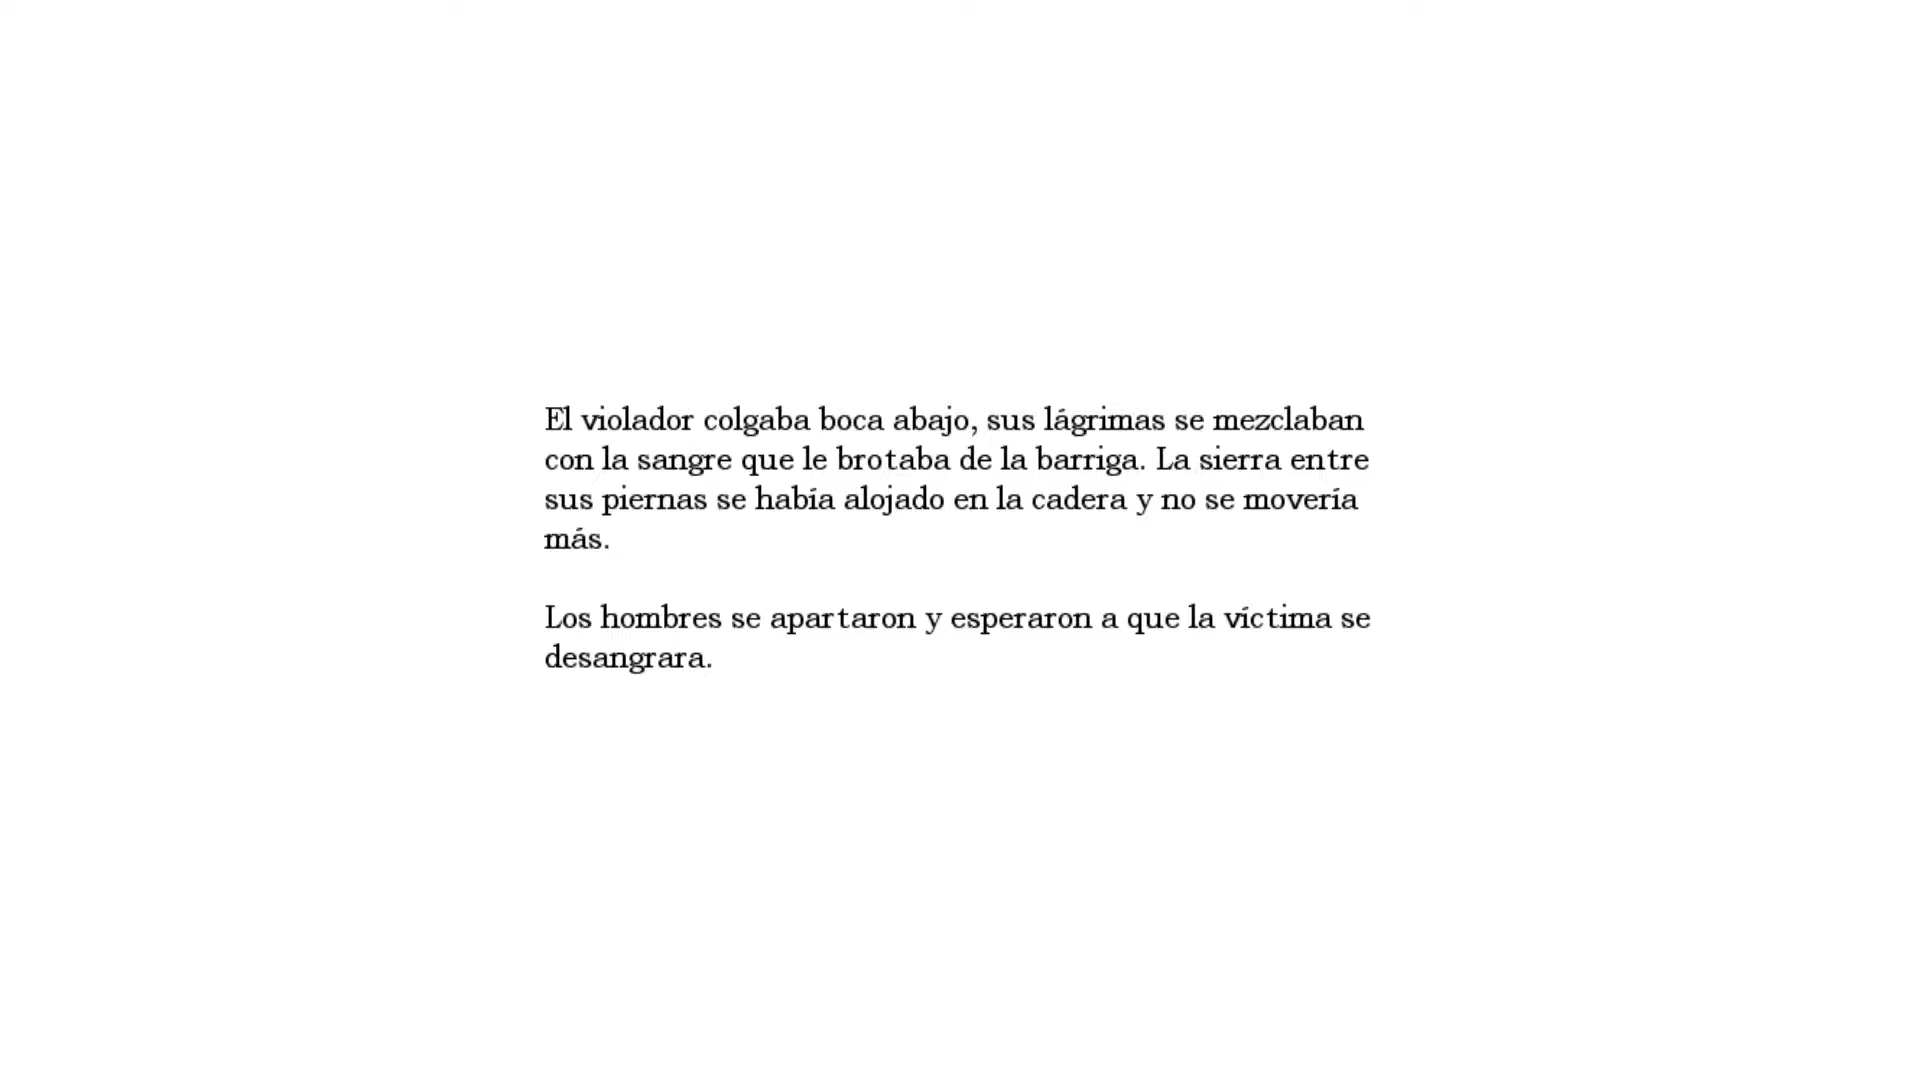 El violador colgaba boca abajo, sus lágrimas se mezclaban
con la sangre que le brotaba de la barriga. La sierra entre
sus piernas se había alojado en la cadera y no se movería
más.
Los hombres se apartaron y esperaron a que la víctima se
desangrara.